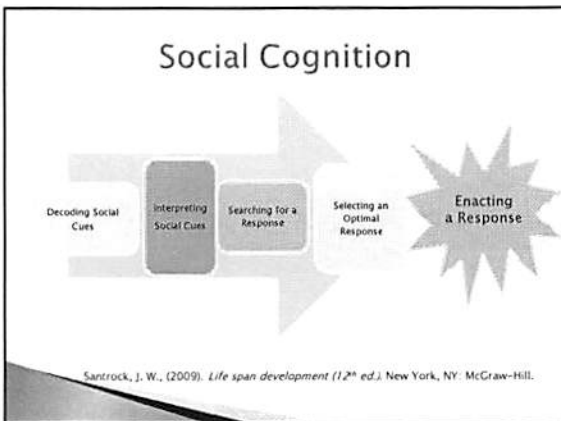 Social Cognition
Decoding Social
Cues
Interpreting
Social Cues
Searching for a
Response
Selecting an
Optimal
Response
Enacting
a Response
Santrock, J. W., (2009). Life span development (12th ed.). New York, NY: McGraw-Hill.